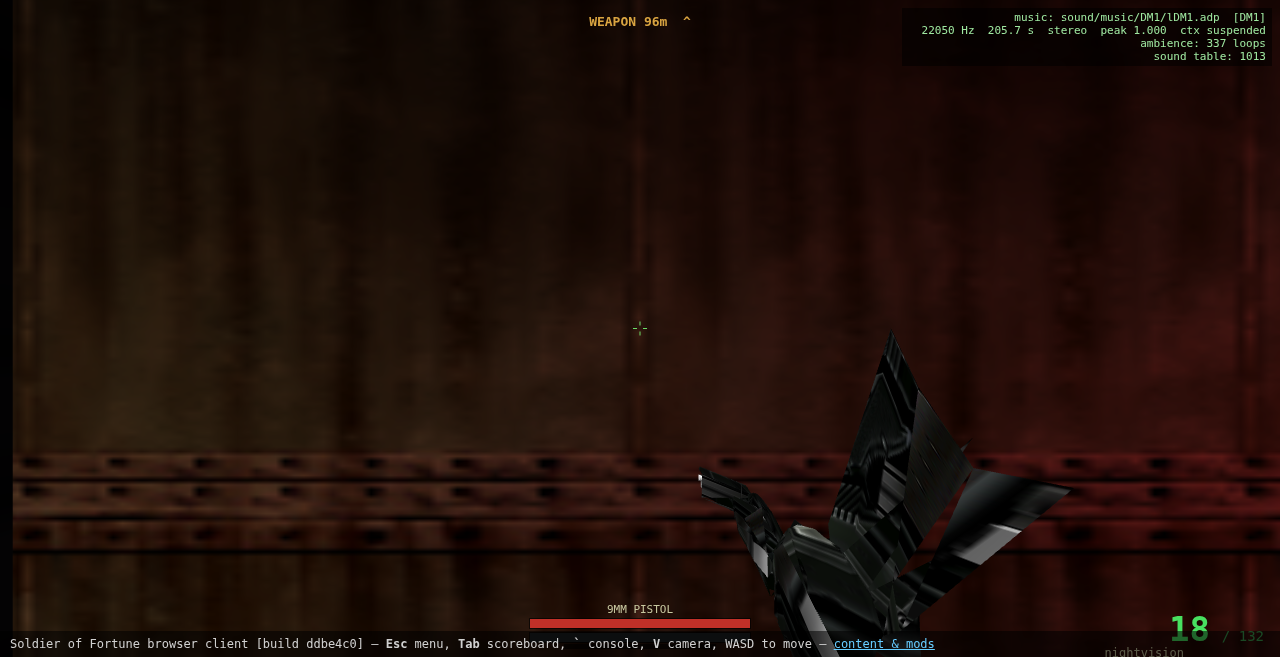 WEAPON 96m ^
music: sound/music/DM1/lDM1.adp [DM1]
22050 Hz 205.7 s stereo peak 1.000 ctx suspended
ambience: 337 loops
sound table: 1013
9MM PISTOL
18 / 132
Soldier of Fortune browser client [build ddbe4c0] — Esc menu, Tab scoreboard, ` console, V camera, WASD to move — content & mods
nightvision